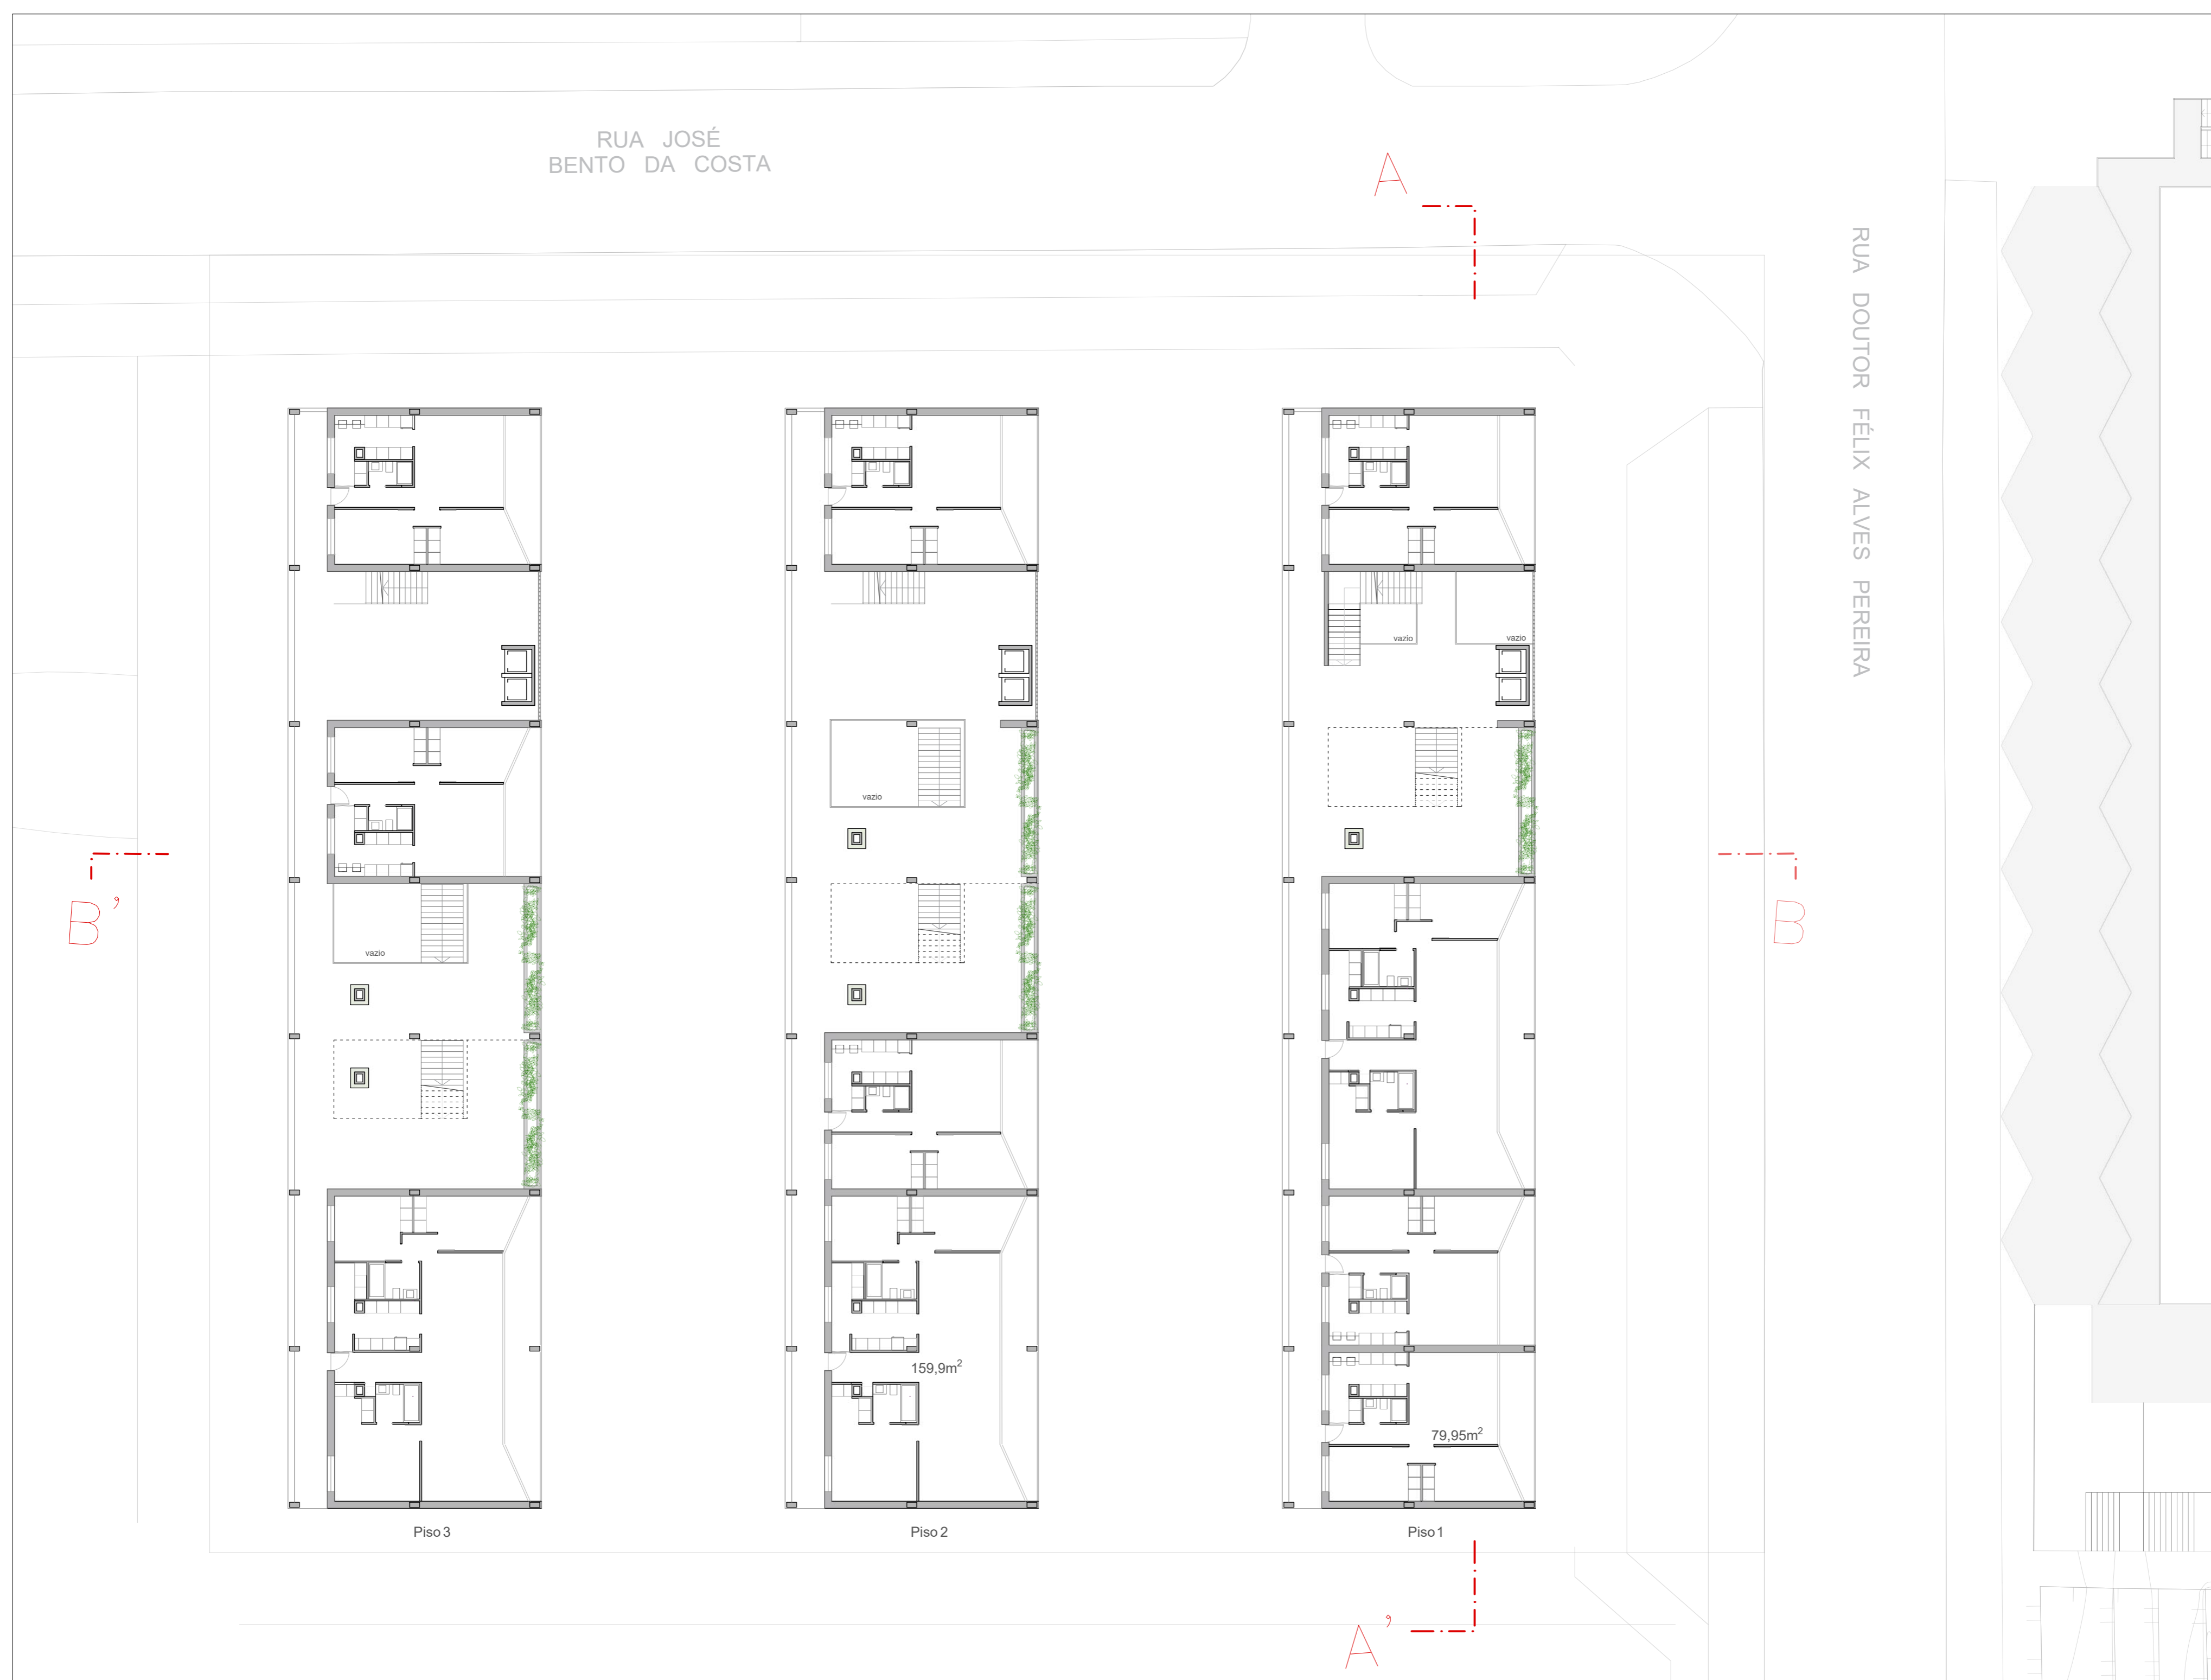 RUA JOSÉ
BENTO DA COSTA
A
RUA DOUTOR FÉLIX ALVES PEREIRA
vazio
vazio
vazio
vazio
B’
B
159,9m²
79,95m²
Piso 3
Piso 2
Piso 1
A’